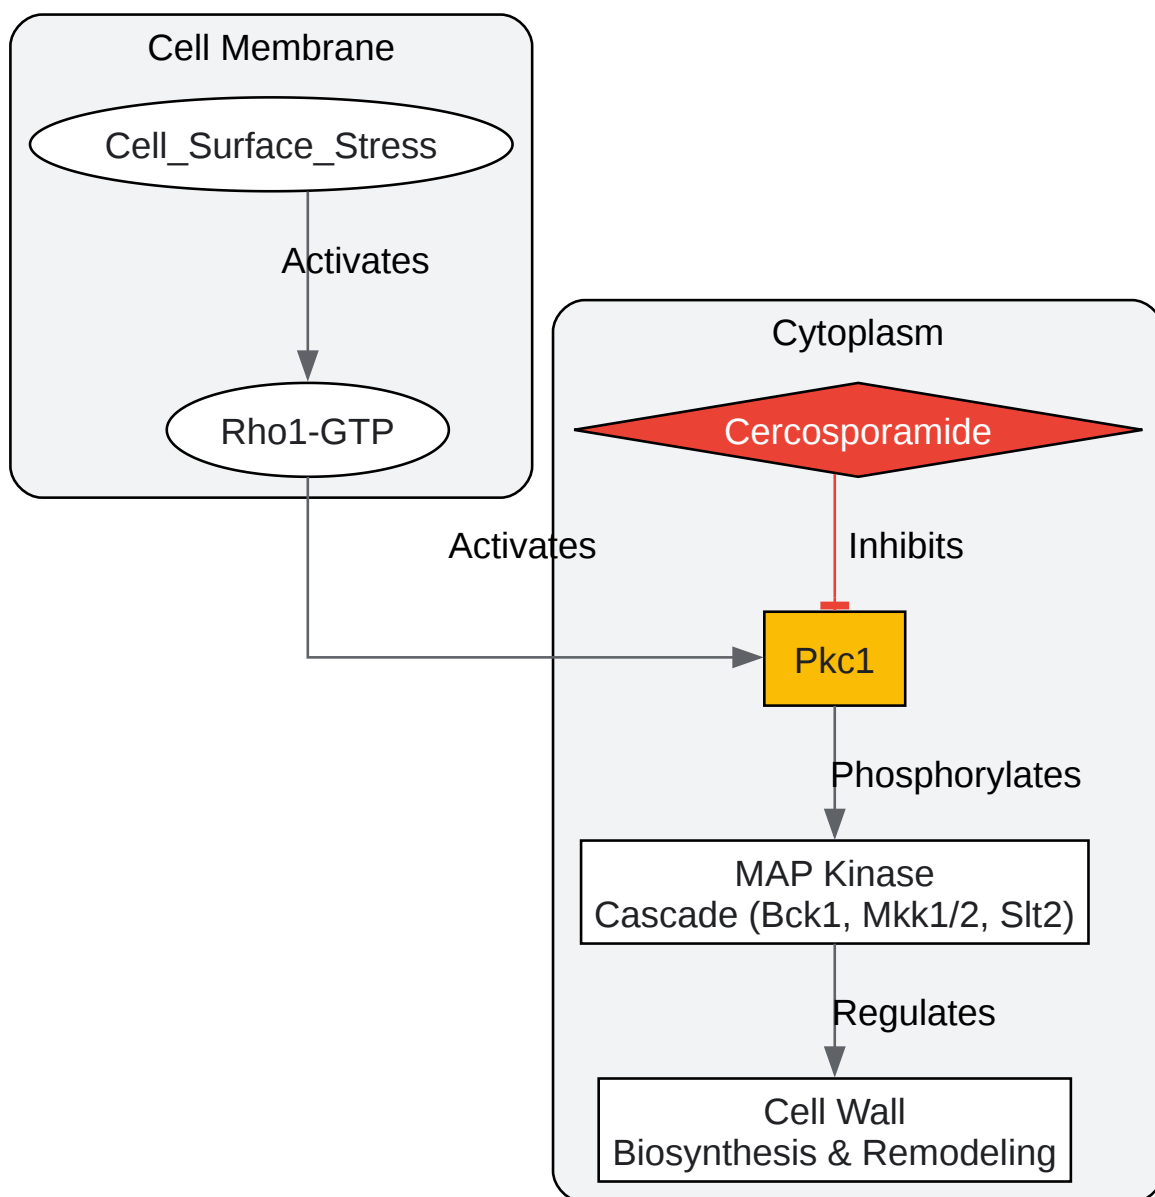 Cell Membrane
Cell_Surface_Stress
Activates
Rho1-GTP
Activates
Cytoplasm
Cercosporamide
Inhibits
Pkc1
Phosphorylates
MAP Kinase
Cascade (Bck1, Mkk1/2, Slt2)
Regulates
Cell Wall
Biosynthesis & Remodeling